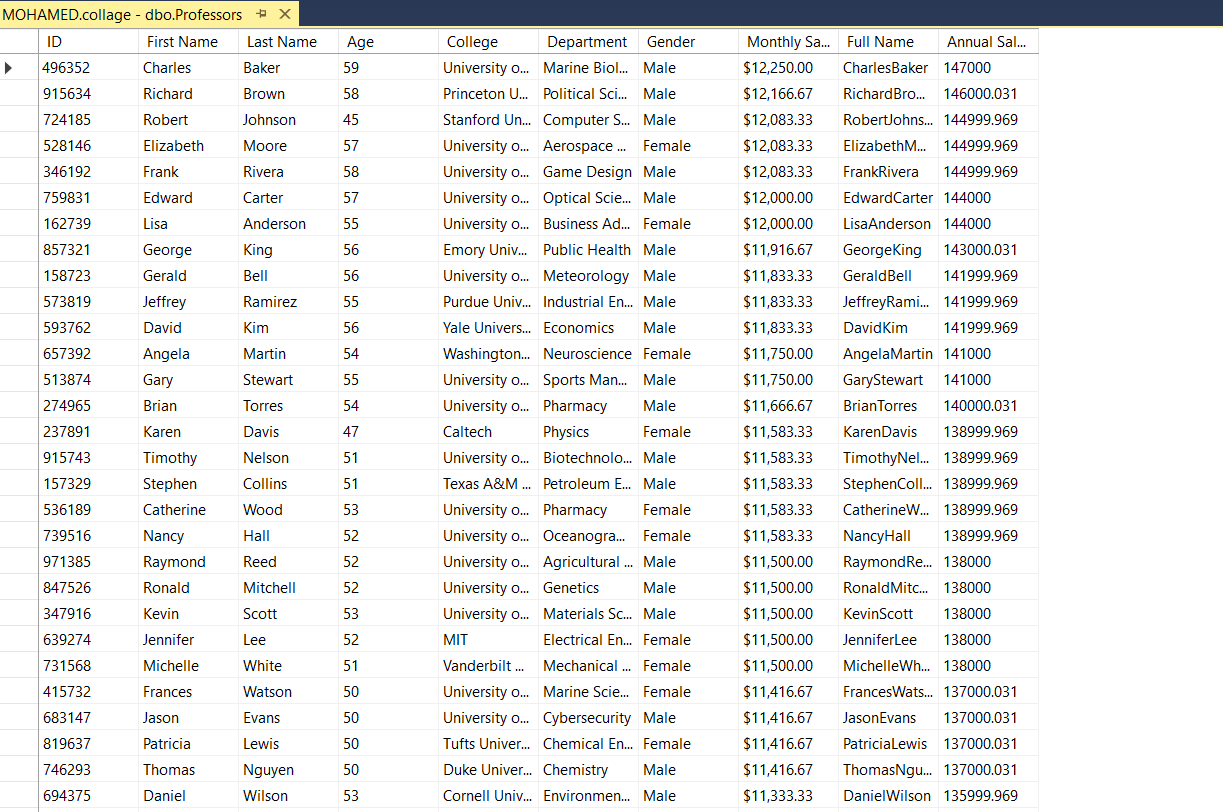 MOHAMED.collage - dbo.Professors
ID First Name Last Name Age College Department Gender Monthly Sa... Full Name Annual Sal...
496352 Charles Baker 59 University o... Marine Biol... Male $12,250.00 CharlesBaker 147000
915634 Richard Brown 58 Princeton U... Political Sci... Male $12,166.67 RichardBro... 146000.031
724185 Robert Johnson 45 Stanford Un... Computer S... Male $12,083.33 RobertJohns... 144999.969
528146 Elizabeth Moore 57 University o... Aerospace ... Female $12,083.33 ElizabethM... 144999.969
346192 Frank Rivera 58 University o... Game Design Male $12,083.33 FrankRivera 144999.969
759831 Edward Carter 57 University o... Optical Scie... Male $12,000.00 EdwardCarter 144000
162739 Lisa Anderson 55 University o... Business Ad... Female $12,000.00 LisaAnderson 144000
857321 George King 56 Emory Univ... Public Health Male $11,916.67 GeorgeKing 143000.031
158723 Gerald Bell 56 University o... Meteorology Male $11,833.33 GeraldBell 141999.969
573819 Jeffrey Ramirez 55 Purdue Univ... Industrial En... Male $11,833.33 JeffreyRami... 141999.969
593762 David Kim 56 Yale Univers... Economics Male $11,833.33 DavidKim 141999.969
657392 Angela Martin 54 Washington... Neuroscience Female $11,750.00 AngelaMartin 141000
513874 Gary Stewart 55 University o... Sports Man... Male $11,750.00 GaryStewart 141000
274965 Brian Torres 54 University o... Pharmacy Male $11,666.67 BrianTorres 140000.031
237891 Karen Davis 47 Caltech Physics Female $11,583.33 KarenDavis 138999.969
915743 Timothy Nelson 51 University o... Biotechnolo... Male $11,583.33 TimothyNel... 138999.969
157329 Stephen Collins 51 Texas A&M ... Petroleum E... Male $11,583.33 StephenColl... 138999.969
536189 Catherine Wood 53 University o... Pharmacy Female $11,583.33 CatherineW... 138999.969
739516 Nancy Hall 52 University o... Oceanogra... Female $11,583.33 NancyHall 138999.969
971385 Raymond Reed 52 University o... Agricultural ... Male $11,500.00 RaymondRe... 138000
847526 Ronald Mitchell 52 University o... Genetics Male $11,500.00 RonaldMitc... 138000
347916 Kevin Scott 53 University o... Materials Sc... Male $11,500.00 KevinScott 138000
639274 Jennifer Lee 52 MIT Electrical En... Female $11,500.00 JenniferLee 138000
731568 Michelle White 51 Vanderbilt ... Mechanical ... Female $11,500.00 MichelleWh... 138000
415732 Frances Watson 50 University o... Marine Scie... Female $11,416.67 FrancesWats... 137000.031
683147 Jason Evans 50 University o... Cybersecurity Male $11,416.67 JasonEvans 137000.031
819637 Patricia Lewis 50 Tufts Univer... Chemical En... Female $11,416.67 PatriciaLewis 137000.031
746293 Thomas Nguyen 50 Duke Univer... Chemistry Male $11,416.67 ThomasNgu... 137000.031
694375 Daniel Wilson 53 Cornell Univ... Environmen... Male $11,333.33 DanielWilson 135999.969